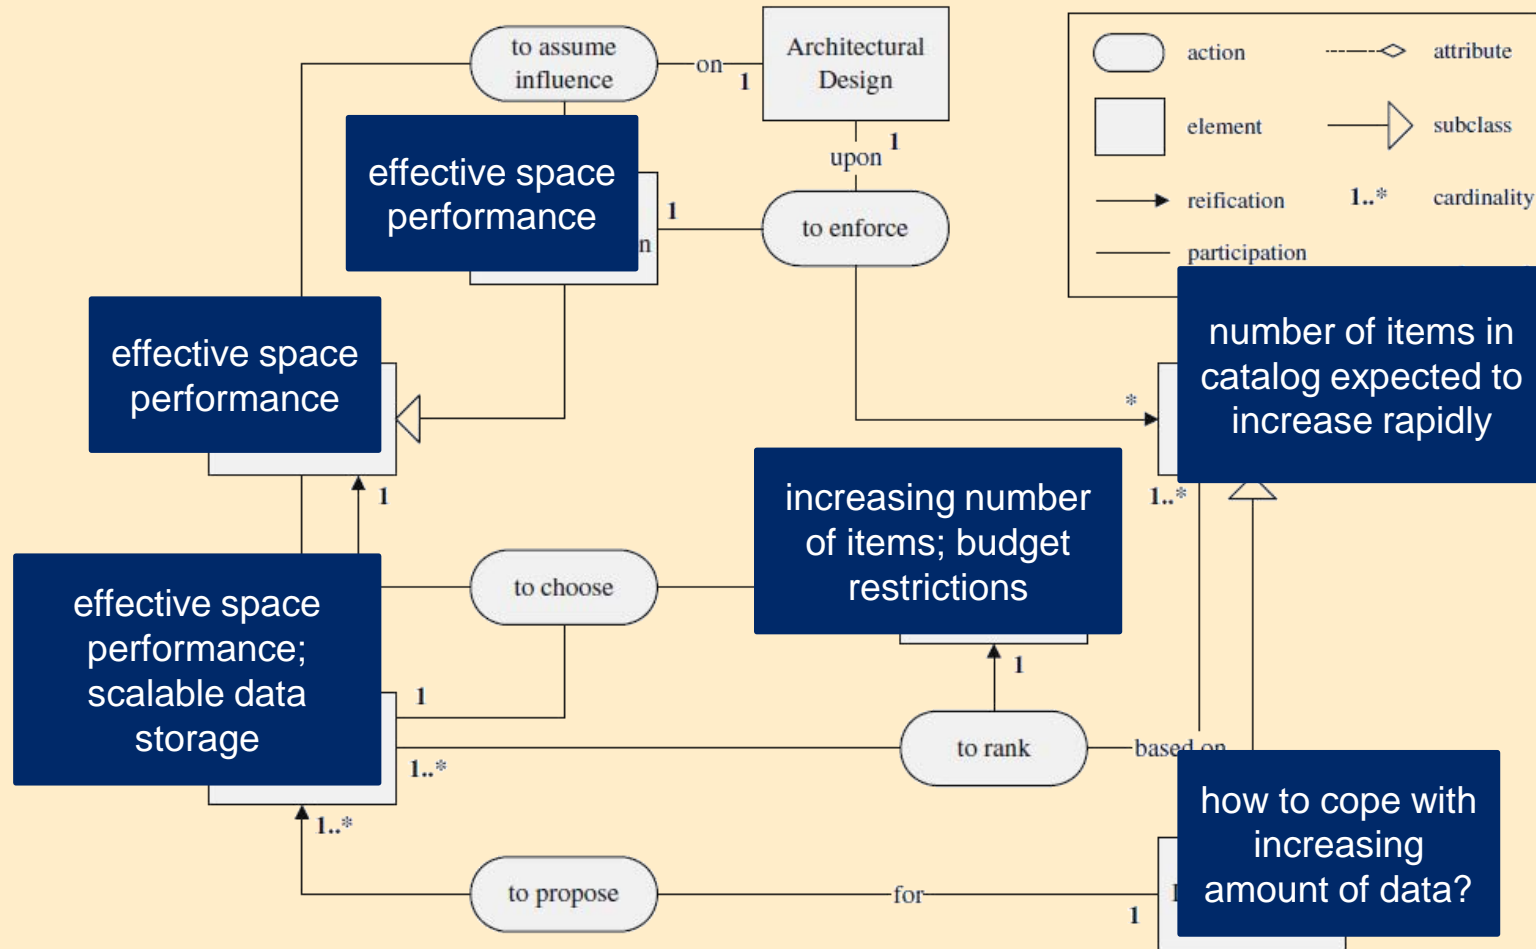 to assume
influence
on
1
Architectural
Design
action
attribute
element
subclass
reification
1..*
cardinality
participation
effective space
performance
n
1
upon
1
to enforce
effective space
performance
1
*
number of items in
catalog expected to
increase rapidly
1..*
increasing number
of items; budget
restrictions
to choose
effective space
performance;
scalable data
storage
1
1..*
1
to rank
based on
how to cope with
increasing
amount of data?
1..*
to propose
for
1